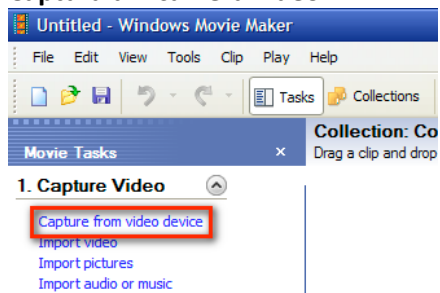 Untitled - Windows Movie Maker
File Edit View Tools Clip Play Help
Tasks Collections
Movie Tasks ×
Collection: Co
Drag a clip and drop
1. Capture Video
Capture from video device
Import video
Import pictures
Import audio or music